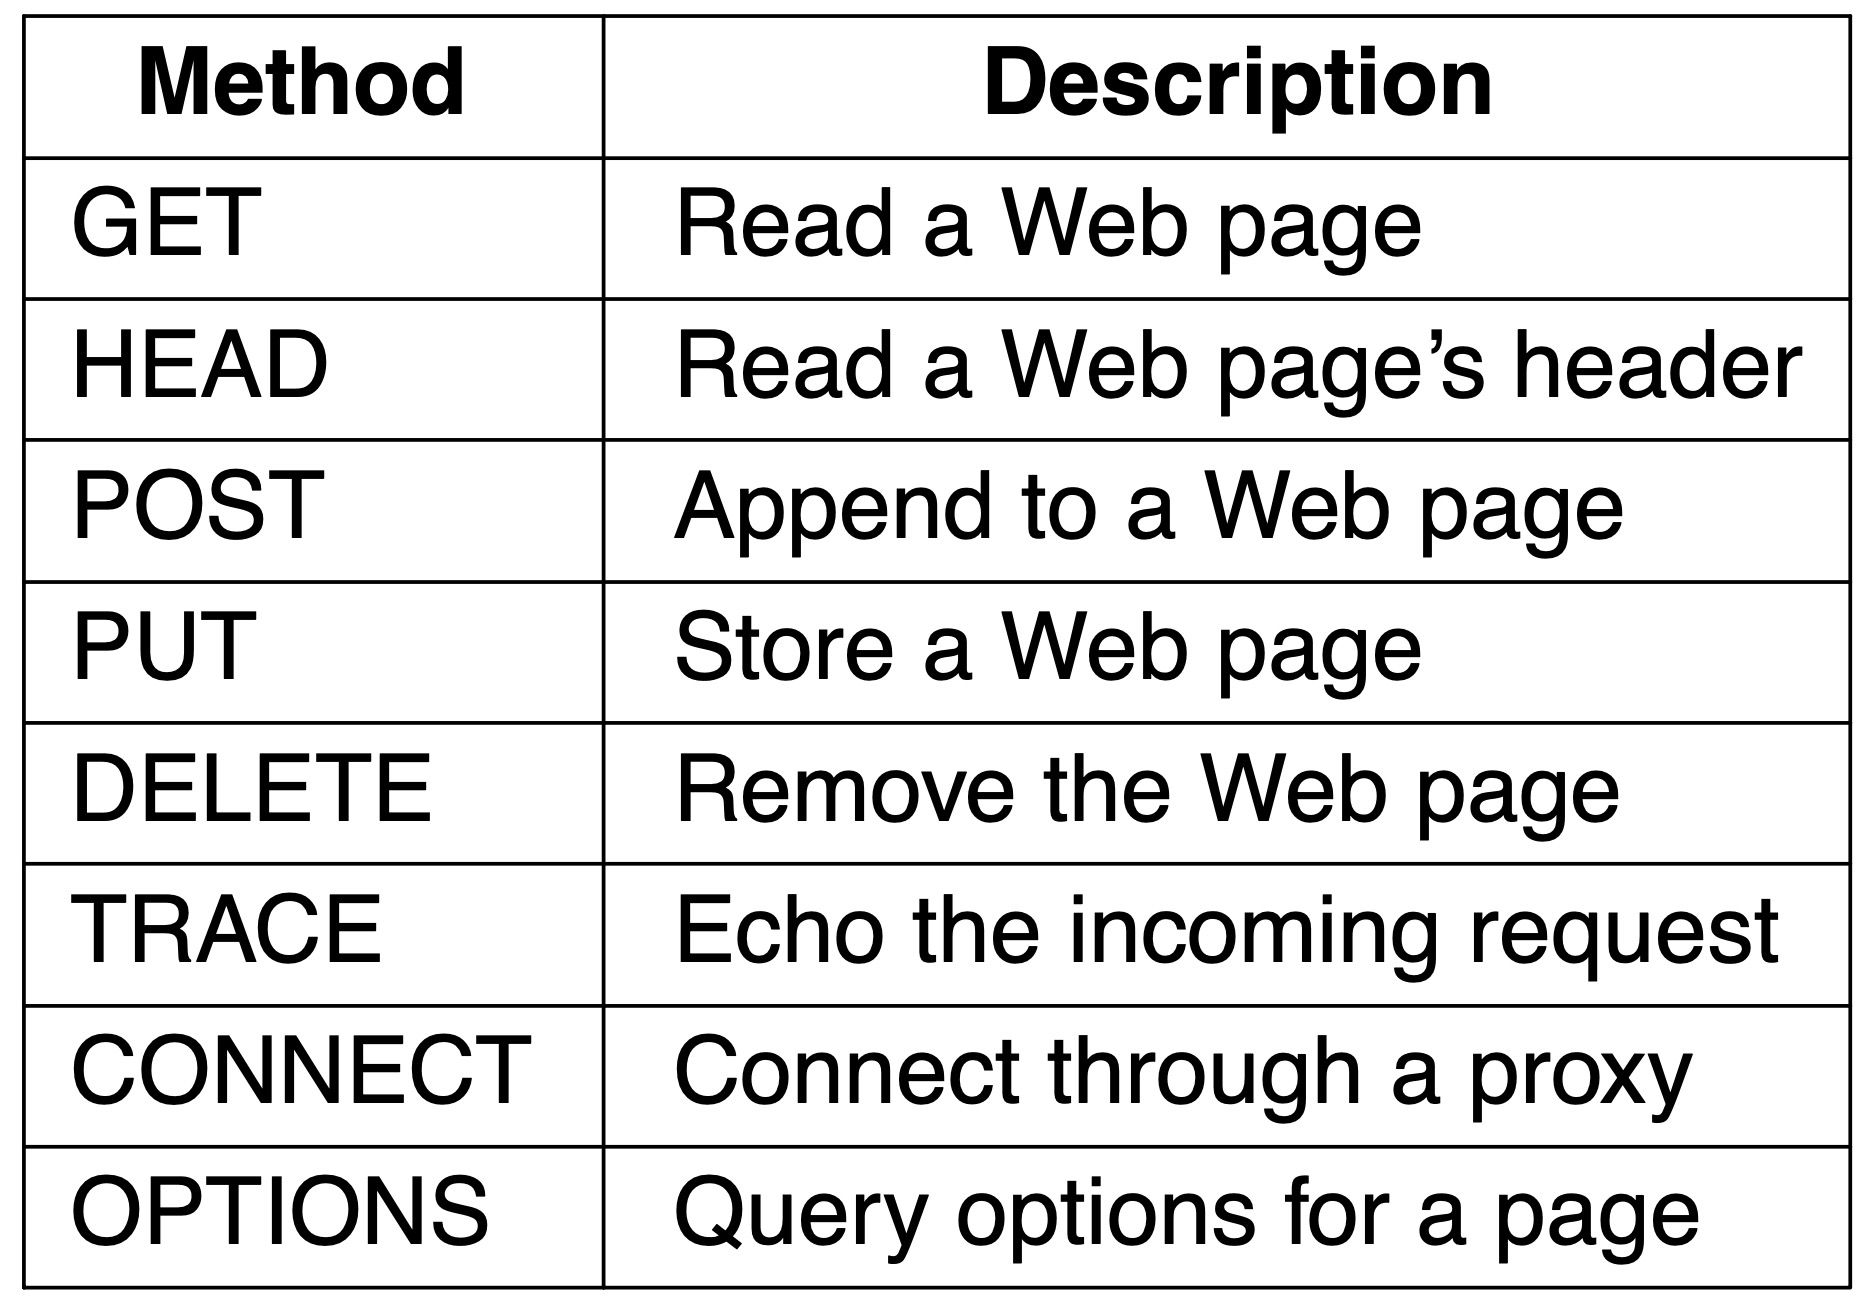 Method Description
GET Read a Web page
HEAD Read a Web page’s header
POST Append to a Web page
PUT Store a Web page
DELETE Remove the Web page
TRACE Echo the incoming request
CONNECT Connect through a proxy
OPTIONS Query options for a page